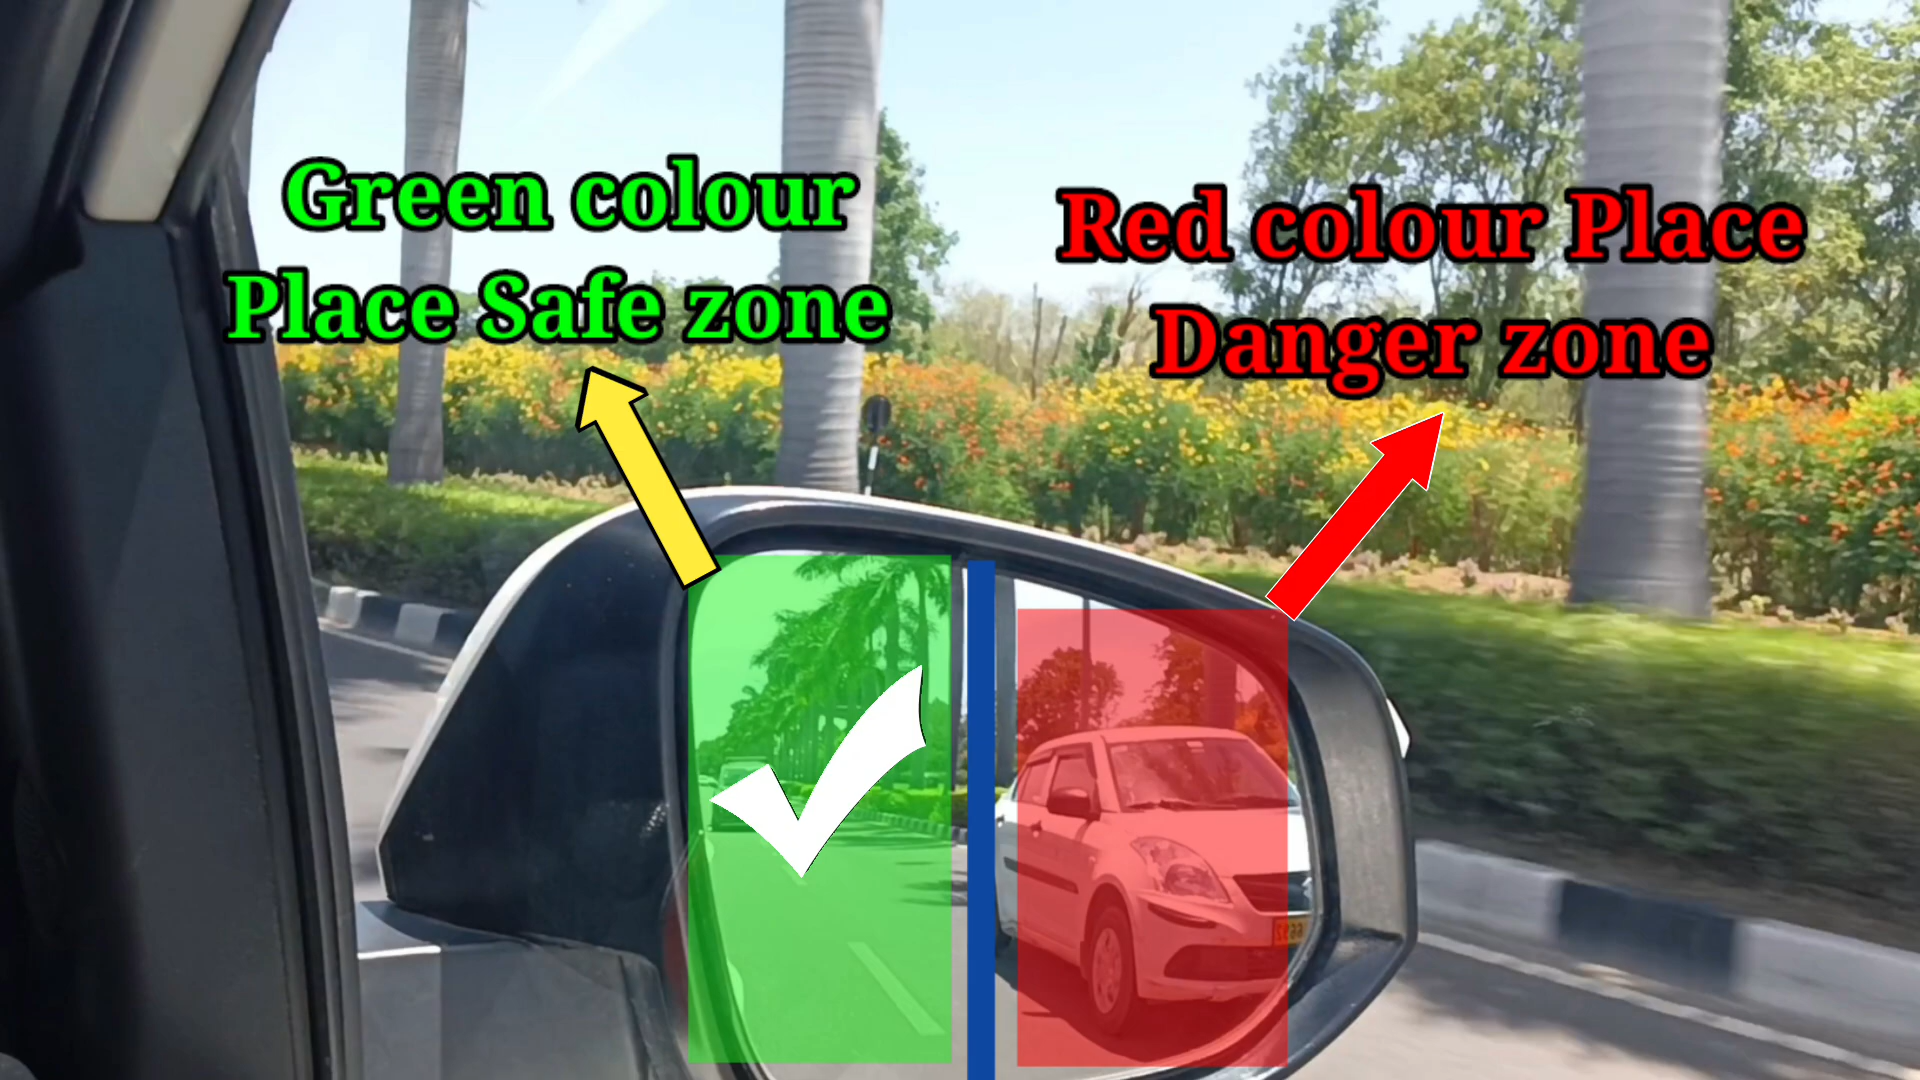 Green colour
Place Safe zone
Red colour Place
Danger zone